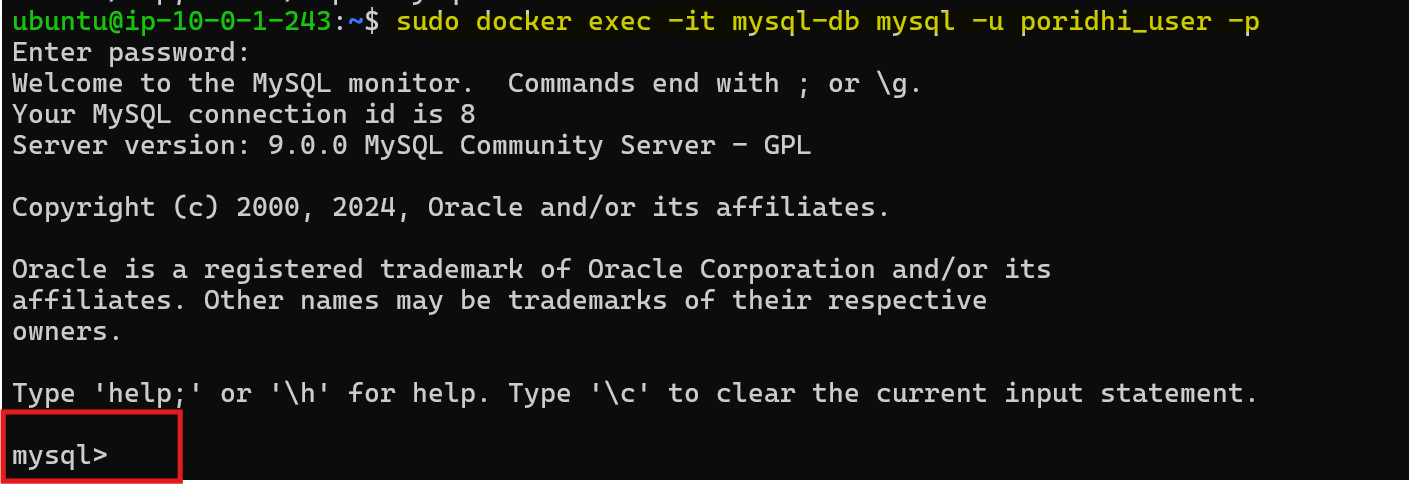 ubuntu@ip-10-0-1-243:~$ sudo docker exec -it mysql-db mysql -u poridhi_user -p
Enter password:
Welcome to the MySQL monitor.  Commands end with ; or \g.
Your MySQL connection id is 8
Server version: 9.0.0 MySQL Community Server - GPL
Copyright (c) 2000, 2024, Oracle and/or its affiliates.
Oracle is a registered trademark of Oracle Corporation and/or its
affiliates. Other names may be trademarks of their respective
owners.
Type 'help;' or '\h' for help. Type '\c' to clear the current input statement.
mysql>